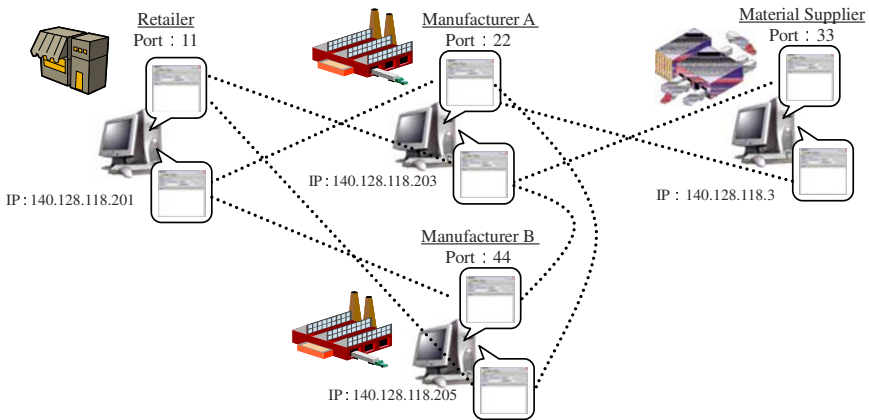 Retailer
Port：11
Manufacturer A
Port：22
Material Supplier
Port：33
IP : 140.128.118.201
IP : 140.128.118.203
IP : 140.128.118.3
Manufacturer B
Port：44
IP : 140.128.118.205